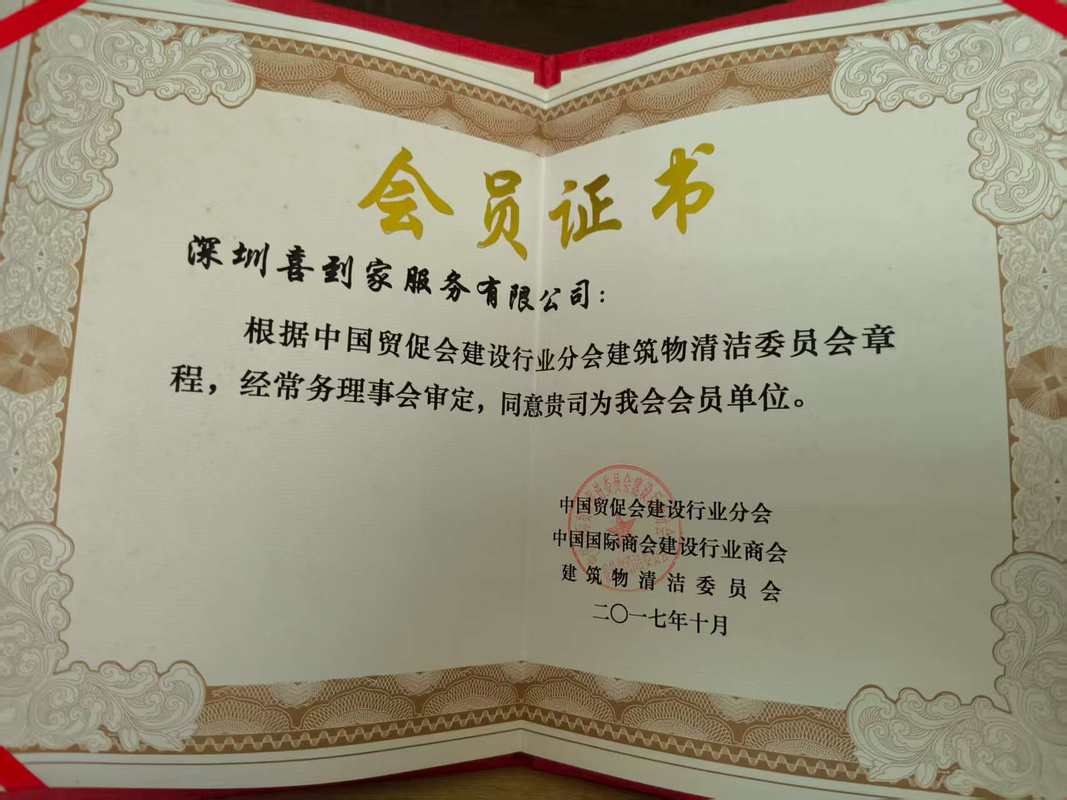 会员证书
深圳喜到家服务有限公司：
根据中国贸促会建设行业分会建筑物清洁委员会章
程，经常务理事会审定，同意贵司为我会会员单位。
中国贸促会建设行业分会
中国国际商会建设行业商会
建筑物清洁委员会
二〇一七年十月